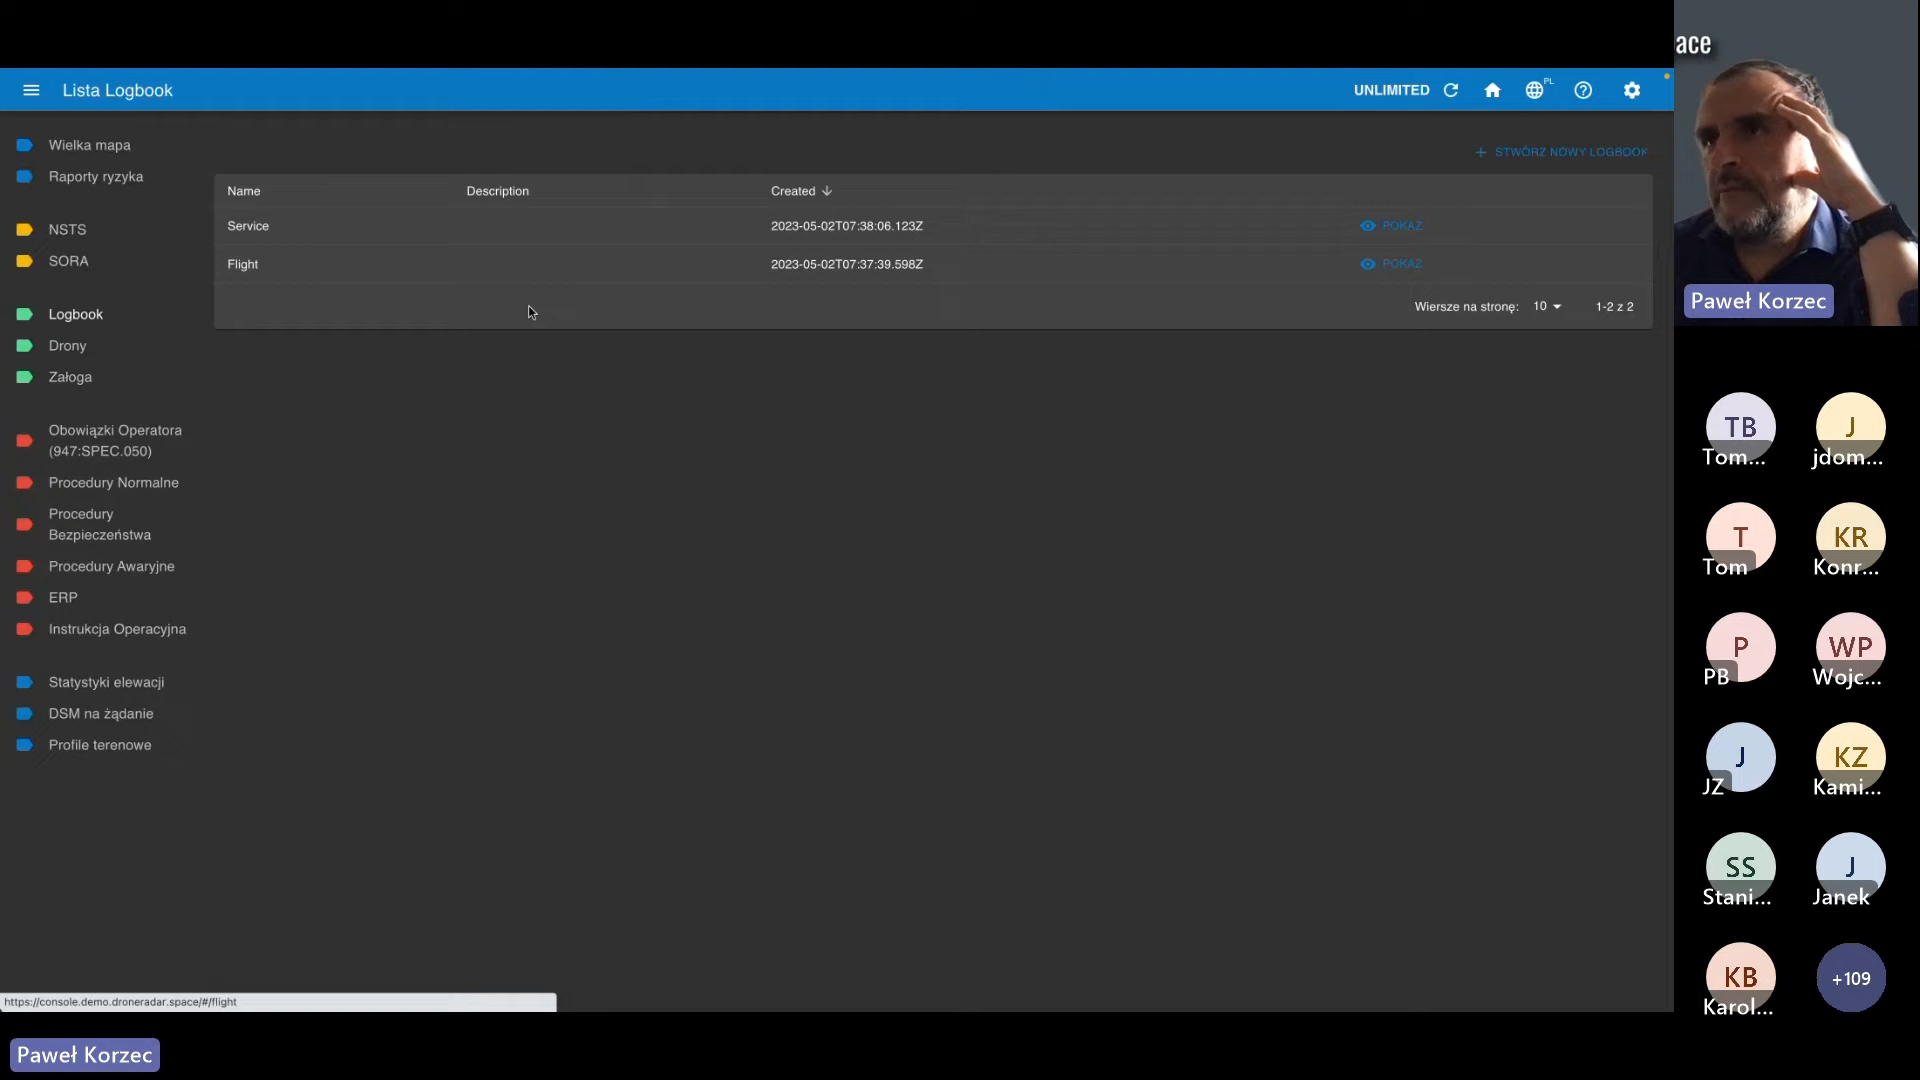 ace
Lista Logbook
UNLIMITED
PL
Wielka mapa
Raporty ryzyka
NSTS
SORA
Logbook
Drony
Załoga
Obowiązki Operatora
(947:SPEC.050)
Procedury Normalne
Procedury
Bezpieczeństwa
Procedury Awaryjne
ERP
Instrukcja Operacyjna
Statystyki elewacji
DSM na żądanie
Profile terenowe
+ STWÓRZ NOWY LOGBOOK
Name Description Created
Service 2023-05-02T07:38:06.123Z POKAŻ
Flight 2023-05-02T07:37:39.598Z POKAŻ
Wiersze na stronę: 10 1-2 z 2
https://console.demo.droneradar.space/#/flight
Paweł Korzec
Paweł Korzec
TB J
Tom... jdom...
T KR
Tom Konr...
P WP
PB Wojc...
J KZ
JZ Kami...
SS J
Stani... Janek
KB +109
Karol...